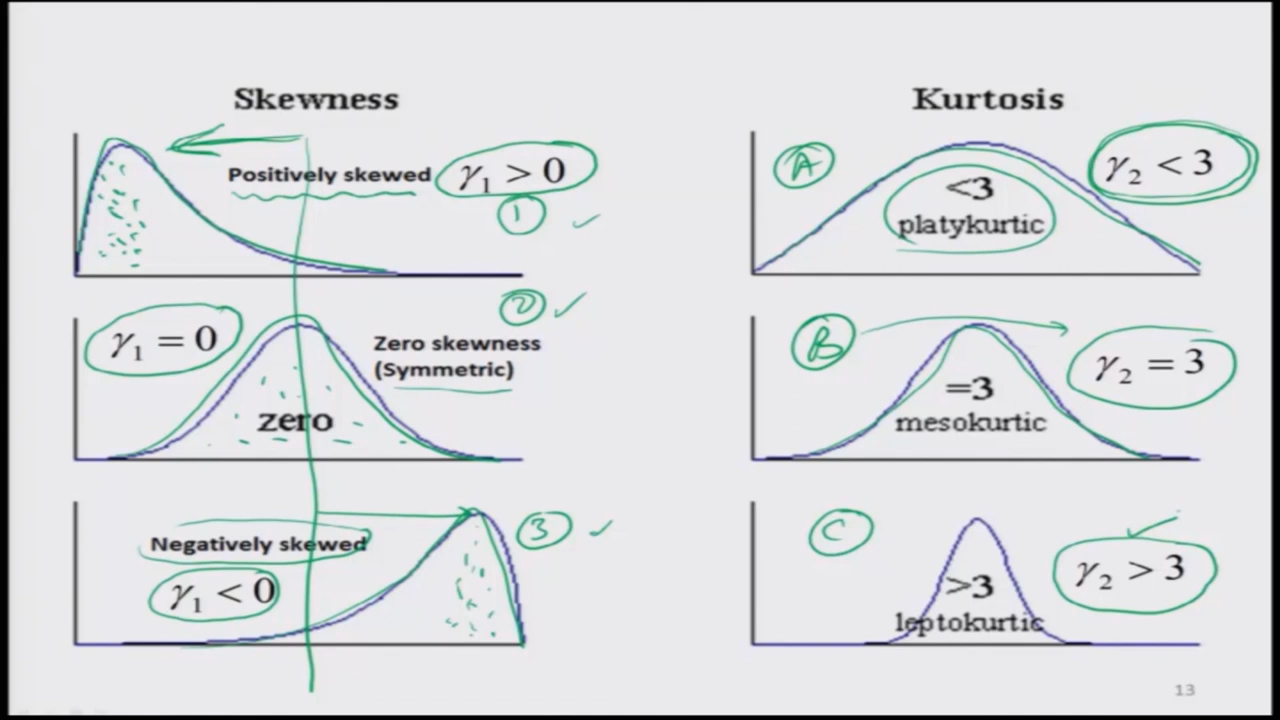 Skewness
Positively skewed
γ₁ > 0
1
γ₁ = 0
2
Zero skewness
(Symmetric)
zero
3
Negatively skewed
γ₁ < 0
Kurtosis
A
<3
platykurtic
γ₂ < 3
B
=3
mesokurtic
γ₂ = 3
C
>3
leptokurtic
γ₂ > 3
13